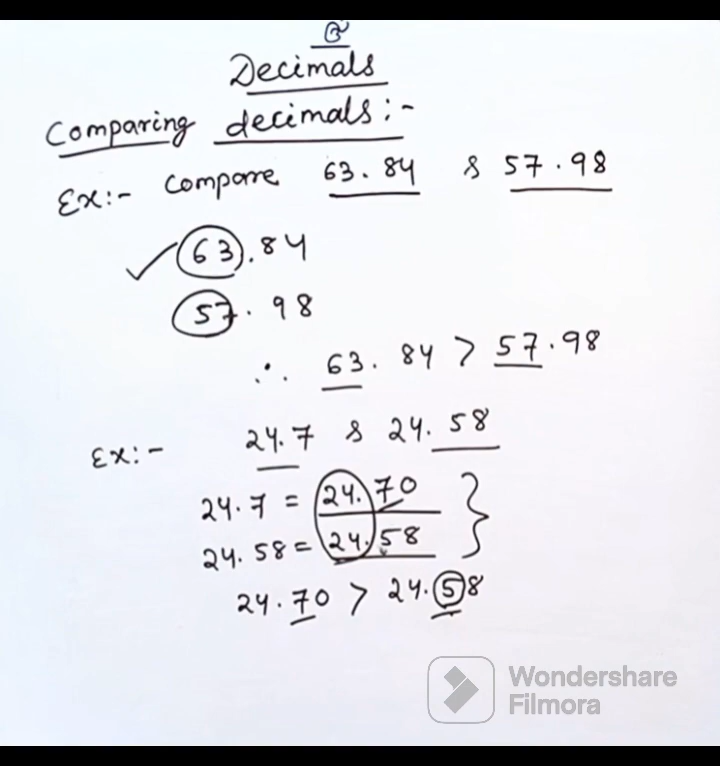 Decimals
Comparing decimals :-
Ex:- Compare 63.84 & 57.98
63.84
57.98
∴ 63.84 > 57.98
Ex:- 24.7 & 24.58
24.7 = 24.70
24.58 = 24.58
24.70 > 24.58
Wondershare
Filmora